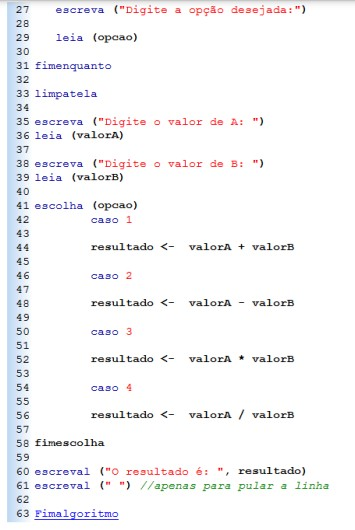 27 escreva ("Digite a opção desejada:")
28
29 leia (opcao)
30
31 fimenquanto
32
33 limpatela
34
35 escreva ("Digite o valor de A: ")
36 leia (valorA)
37
38 escreva ("Digite o valor de B: ")
39 leia (valorB)
40
41 escolha (opcao)
42 caso 1
43
44 resultado <- valorA + valorB
45
46 caso 2
47
48 resultado <- valorA - valorB
49
50 caso 3
51
52 resultado <- valorA * valorB
53
54 caso 4
55
56 resultado <- valorA / valorB
57
58 fimescolha
59
60 escreval ("O resultado é: ", resultado)
61 escreval (" ") //apenas para pular a linha
62
63 Fimalgoritmo